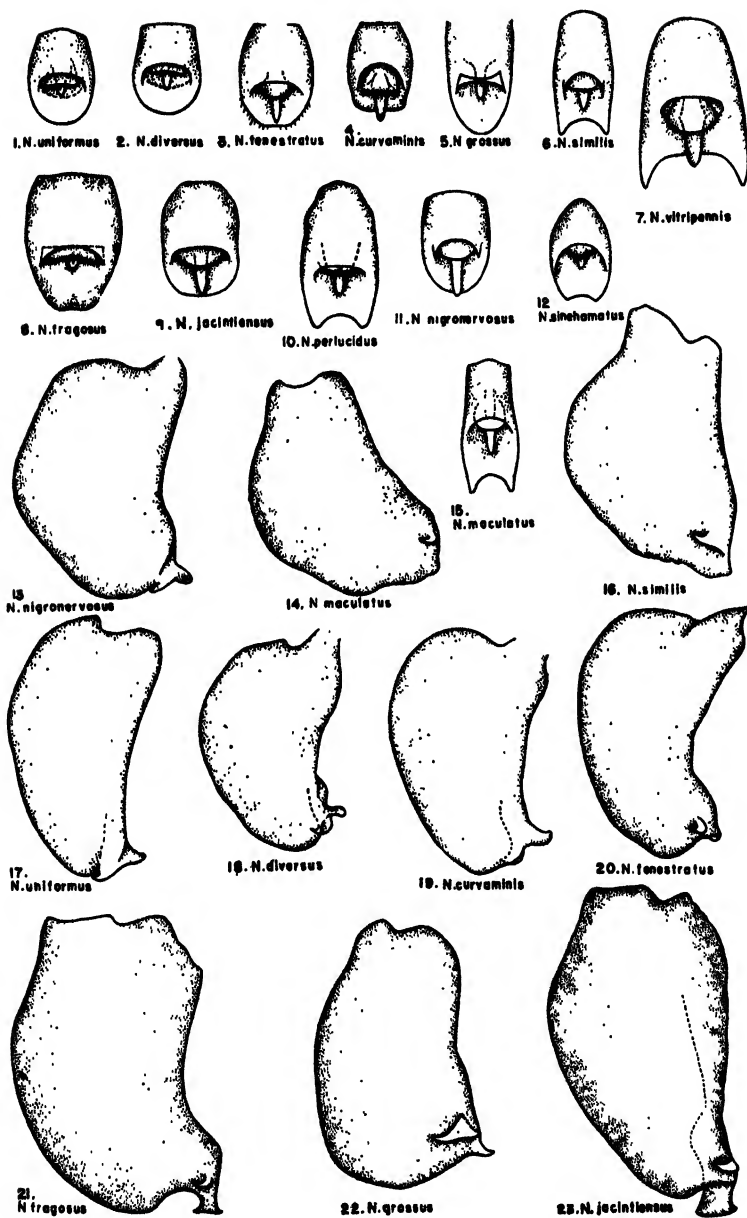 1. N. uniformus
2. N. diversus
3. N. tenestratus
4. N. curvaminis
5. N grossus
6. N. similis
7. N. vitripennis
8. N. fragosus
9. N. jacintiensus
10. N. perlucidus
11. N nigronervosus
12
N. sinehamatus
13
N. nigronervosus
14. N maculatus
15.
N. maculatus
16. N. similis
17.
N. uniformus
18. N. diversus
19. N. curvaminis
20. N. fenestratus
21.
N fragosus
22. N. grossus
23. N. jacintiensus